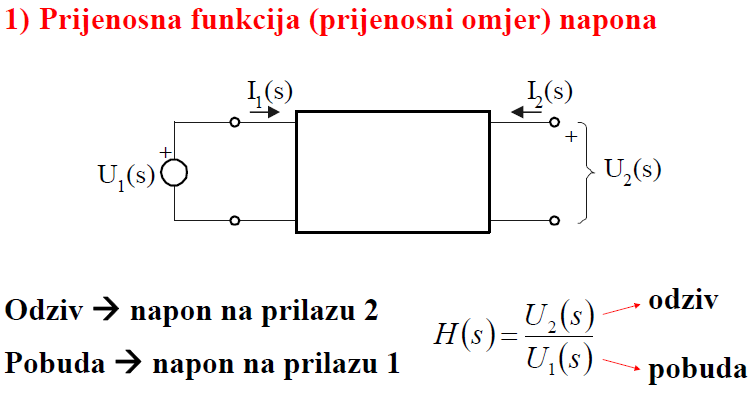 1) Prijenosna funkcija (prijenosni omjer) napona
I₁(s) I₂(s)
+ +
U₁(s) U₂(s)
Odziv → napon na prilazu 2
Pobuda → napon na prilazu 1
H(s) = U₂(s) / U₁(s)
odziv
pobuda